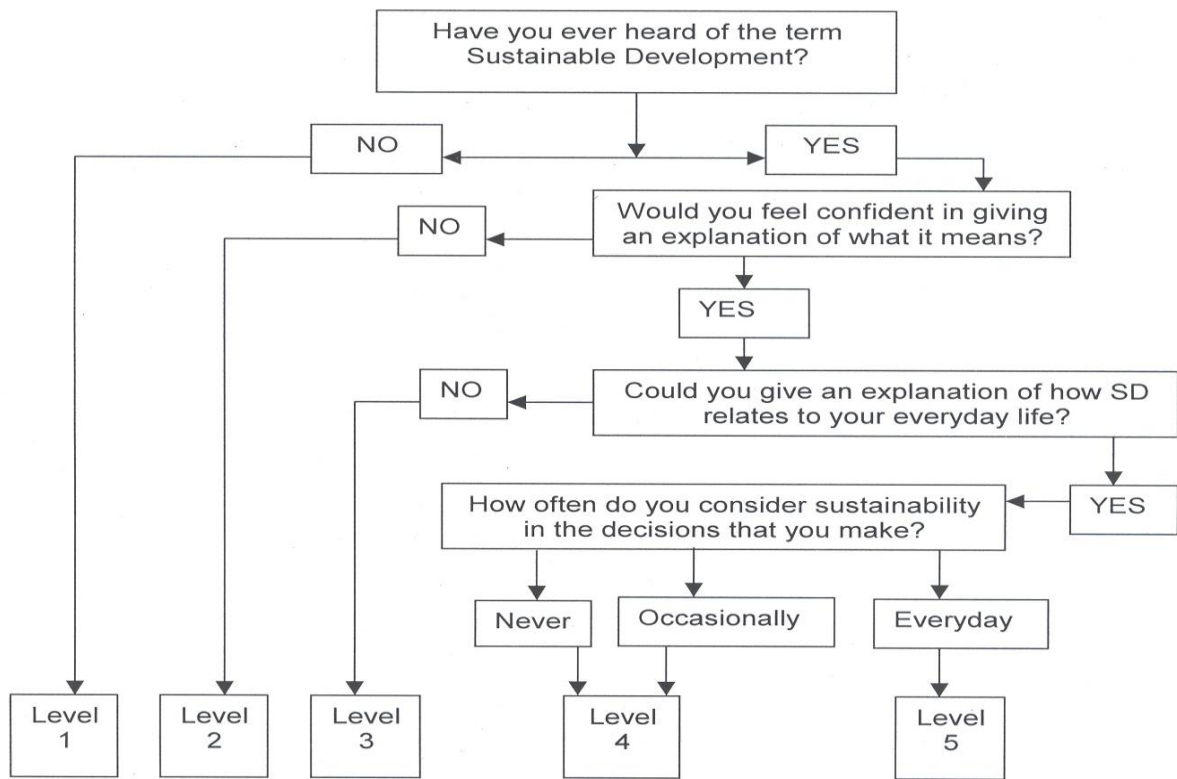 Have you ever heard of the term
Sustainable Development?
NO
YES
Would you feel confident in giving
an explanation of what it means?
NO
YES
Could you give an explanation of how SD
relates to your everyday life?
NO
YES
How often do you consider sustainability
in the decisions that you make?
Never
Occasionally
Everyday
Level
1
Level
2
Level
3
Level
4
Level
5